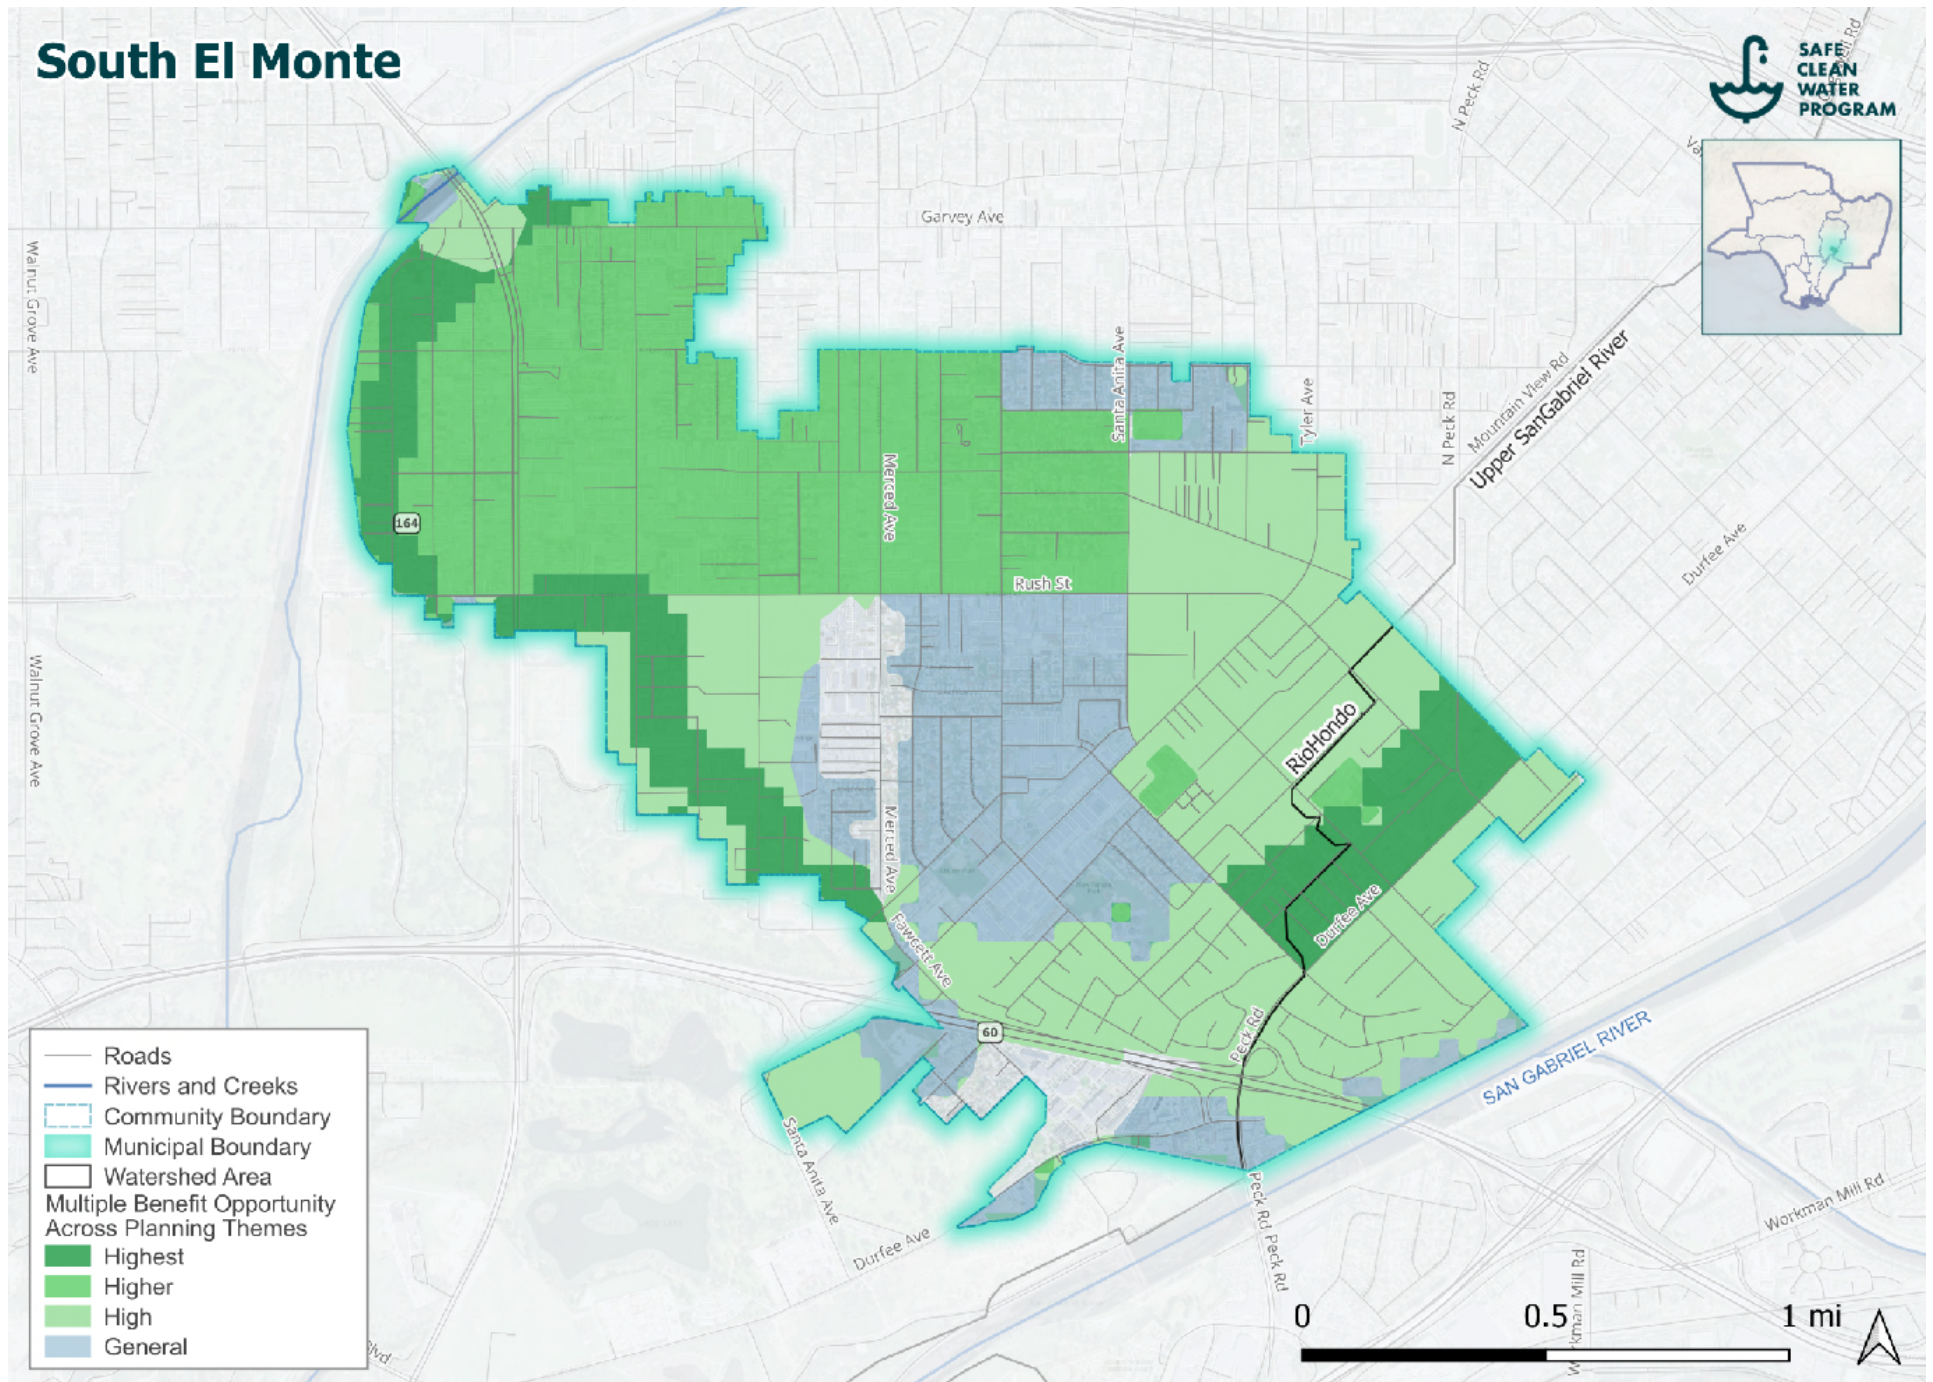 South El Monte
SAFE
CLEAN
WATER
PROGRAM
N Peck Rd
Garvey Ave
Walnut Grove Ave
Santa Anita Ave
Tyler Ave
N Peck Rd
Mountain View Rd
Upper SanGabriel River
Merced Ave
164
Durfee Ave
Rush St
Walnut Grove Ave
RioHondo
Merced Ave
Durfee Ave
Fawcett Ave
60
Peck Rd
SAN GABRIEL RIVER
Santa Anita Ave
Durfee Ave
Peck Rd
Peck Rd
Workman Mill Rd
Workman Mill Rd
Blvd
Roads
Rivers and Creeks
Community Boundary
Municipal Boundary
Watershed Area
Multiple Benefit Opportunity
Across Planning Themes
Highest
Higher
High
General
0 0.5 1 mi